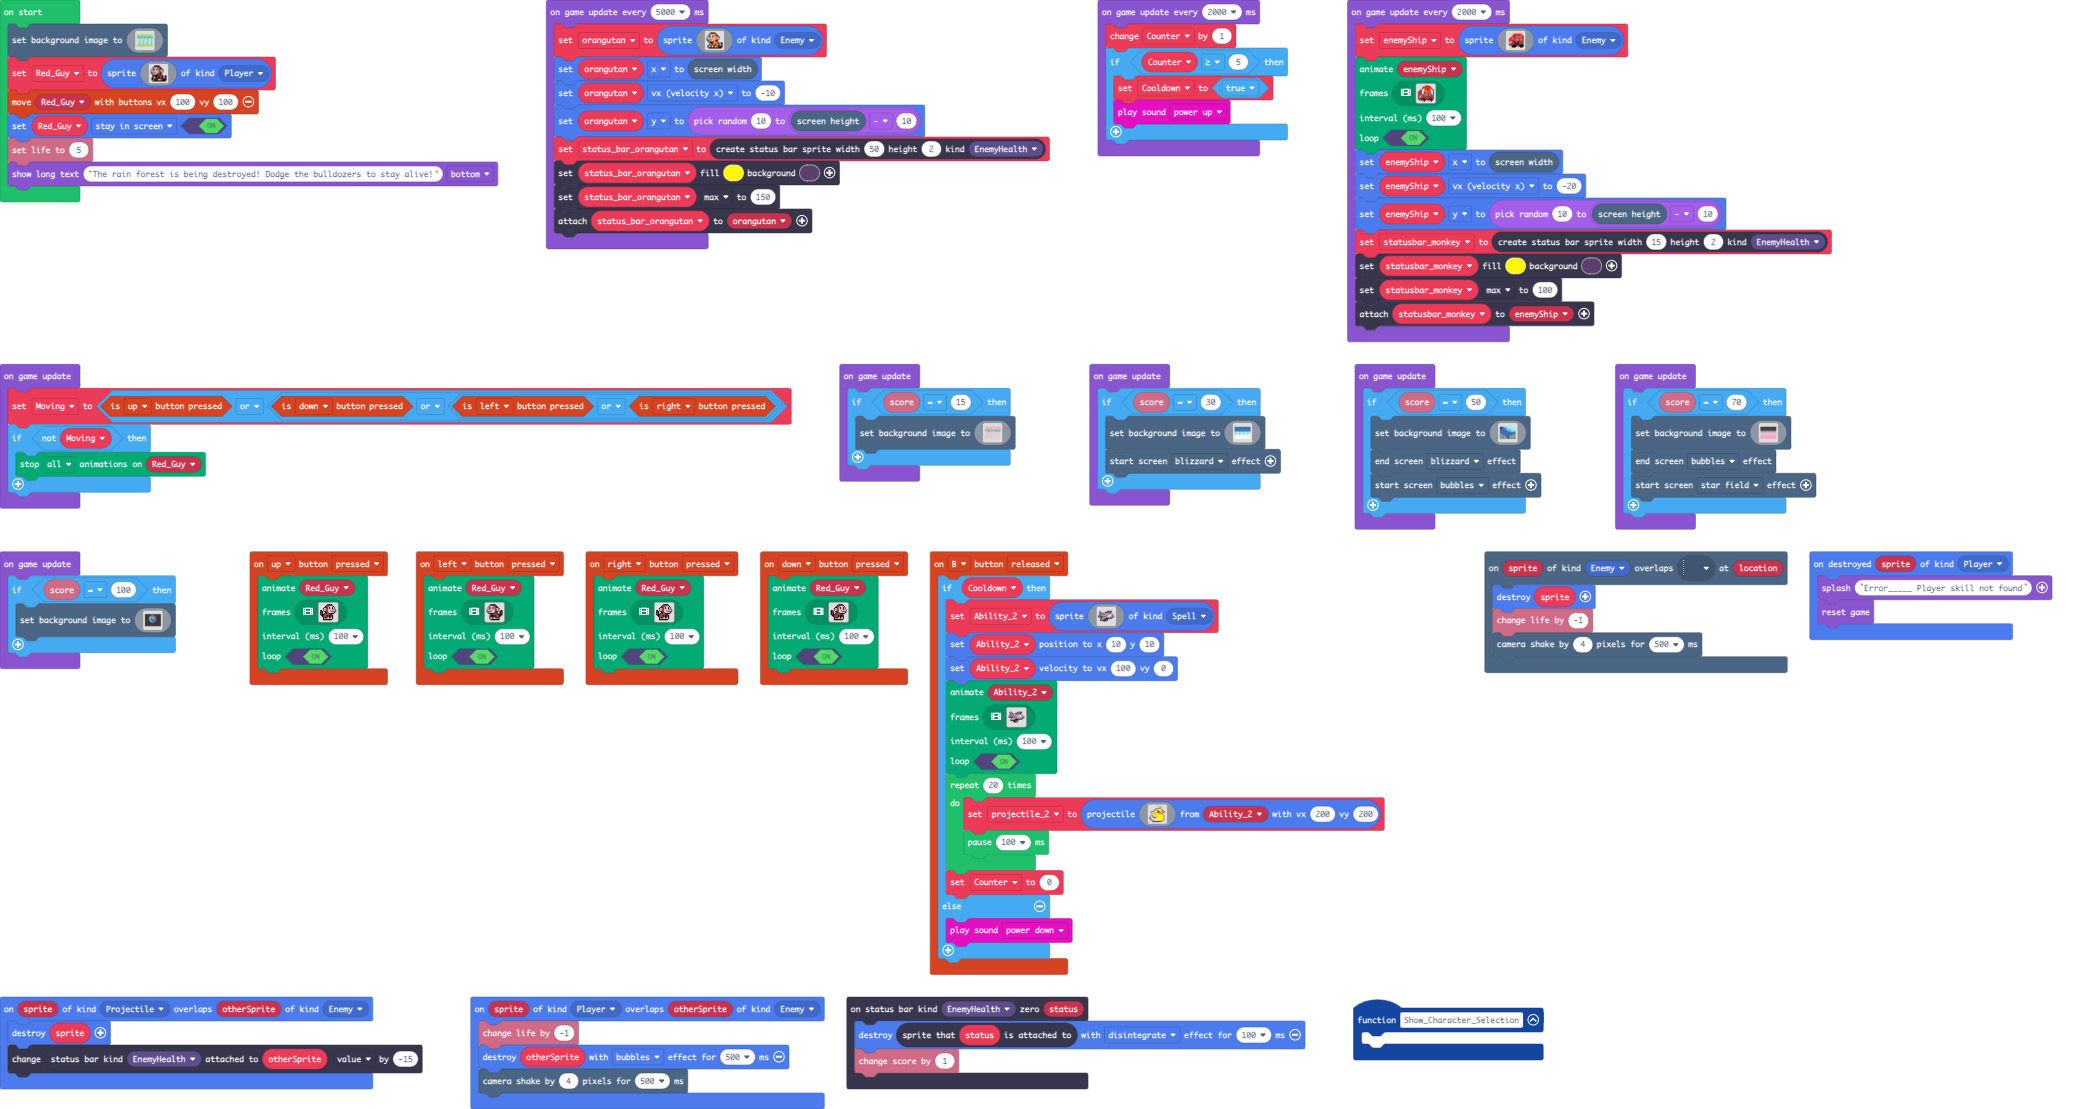 on start
set background image to
set Red_Guy to sprite of kind Player
move Red_Guy with buttons vx 100 vy 100
set Red_Guy stay in screen ON
set life to 5
show long text "The rain forest is being destroyed! Dodge the bulldozers to stay alive!" bottom
on game update every 5000 ms
set orangutan to sprite of kind Enemy
set orangutan x to screen width
set orangutan vx (velocity x) to -10
set orangutan y to pick random 10 to screen height - 10
set status_bar_orangutan to create status bar sprite width 50 height 2 kind EnemyHealth
set status_bar_orangutan fill background
set status_bar_orangutan max to 150
attach status_bar_orangutan to orangutan
on game update every 2000 ms
change Counter by 1
if Counter ≥ 5 then
set Cooldown to true
play sound power up
on game update every 2000 ms
set enemyShip to sprite of kind Enemy
animate enemyShip
frames
interval (ms) 100
loop ON
set enemyShip x to screen width
set enemyShip vx (velocity x) to -20
set enemyShip y to pick random 10 to screen height - 10
set statusbar_monkey to create status bar sprite width 15 height 2 kind EnemyHealth
set statusbar_monkey fill background
set statusbar_monkey max to 100
attach statusbar_monkey to enemyShip
on game update
set Moving to is up button pressed or is down button pressed or is left button pressed or is right button pressed
if not Moving then
stop all animations on Red_Guy
on game update
if score = 15 then
set background image to
on game update
if score = 30 then
set background image to
start screen blizzard effect
on game update
if score = 50 then
set background image to
end screen blizzard effect
start screen bubbles effect
on game update
if score = 70 then
set background image to
end screen bubbles effect
start screen star field effect
on game update
if score = 100 then
set background image to
on up button pressed
animate Red_Guy
frames
interval (ms) 100
loop ON
on left button pressed
animate Red_Guy
frames
interval (ms) 100
loop ON
on right button pressed
animate Red_Guy
frames
interval (ms) 100
loop ON
on down button pressed
animate Red_Guy
frames
interval (ms) 100
loop ON
on B button released
if Cooldown then
set Ability_2 to sprite of kind Spell
set Ability_2 position to x 10 y 10
set Ability_2 velocity to vx 100 vy 0
animate Ability_2
frames
interval (ms) 100
loop ON
repeat 20 times
do
set projectile_2 to projectile from Ability_2 with vx 200 vy 200
pause 100 ms
set Counter to 0
else
play sound power down
on sprite of kind Enemy overlaps at location
destroy sprite
change life by -1
camera shake by 4 pixels for 500 ms
on destroyed sprite of kind Player
splash "Error_____ Player skill not found"
reset game
on sprite of kind Projectile overlaps otherSprite of kind Enemy
destroy sprite
change status bar kind EnemyHealth attached to otherSprite value by -15
on sprite of kind Player overlaps otherSprite of kind Enemy
change life by -1
destroy otherSprite with bubbles effect for 500 ms
camera shake by 4 pixels for 500 ms
on status bar kind EnemyHealth zero status
destroy sprite that status is attached to with disintegrate effect for 100 ms
change score by 1
function Show_Character_Selection